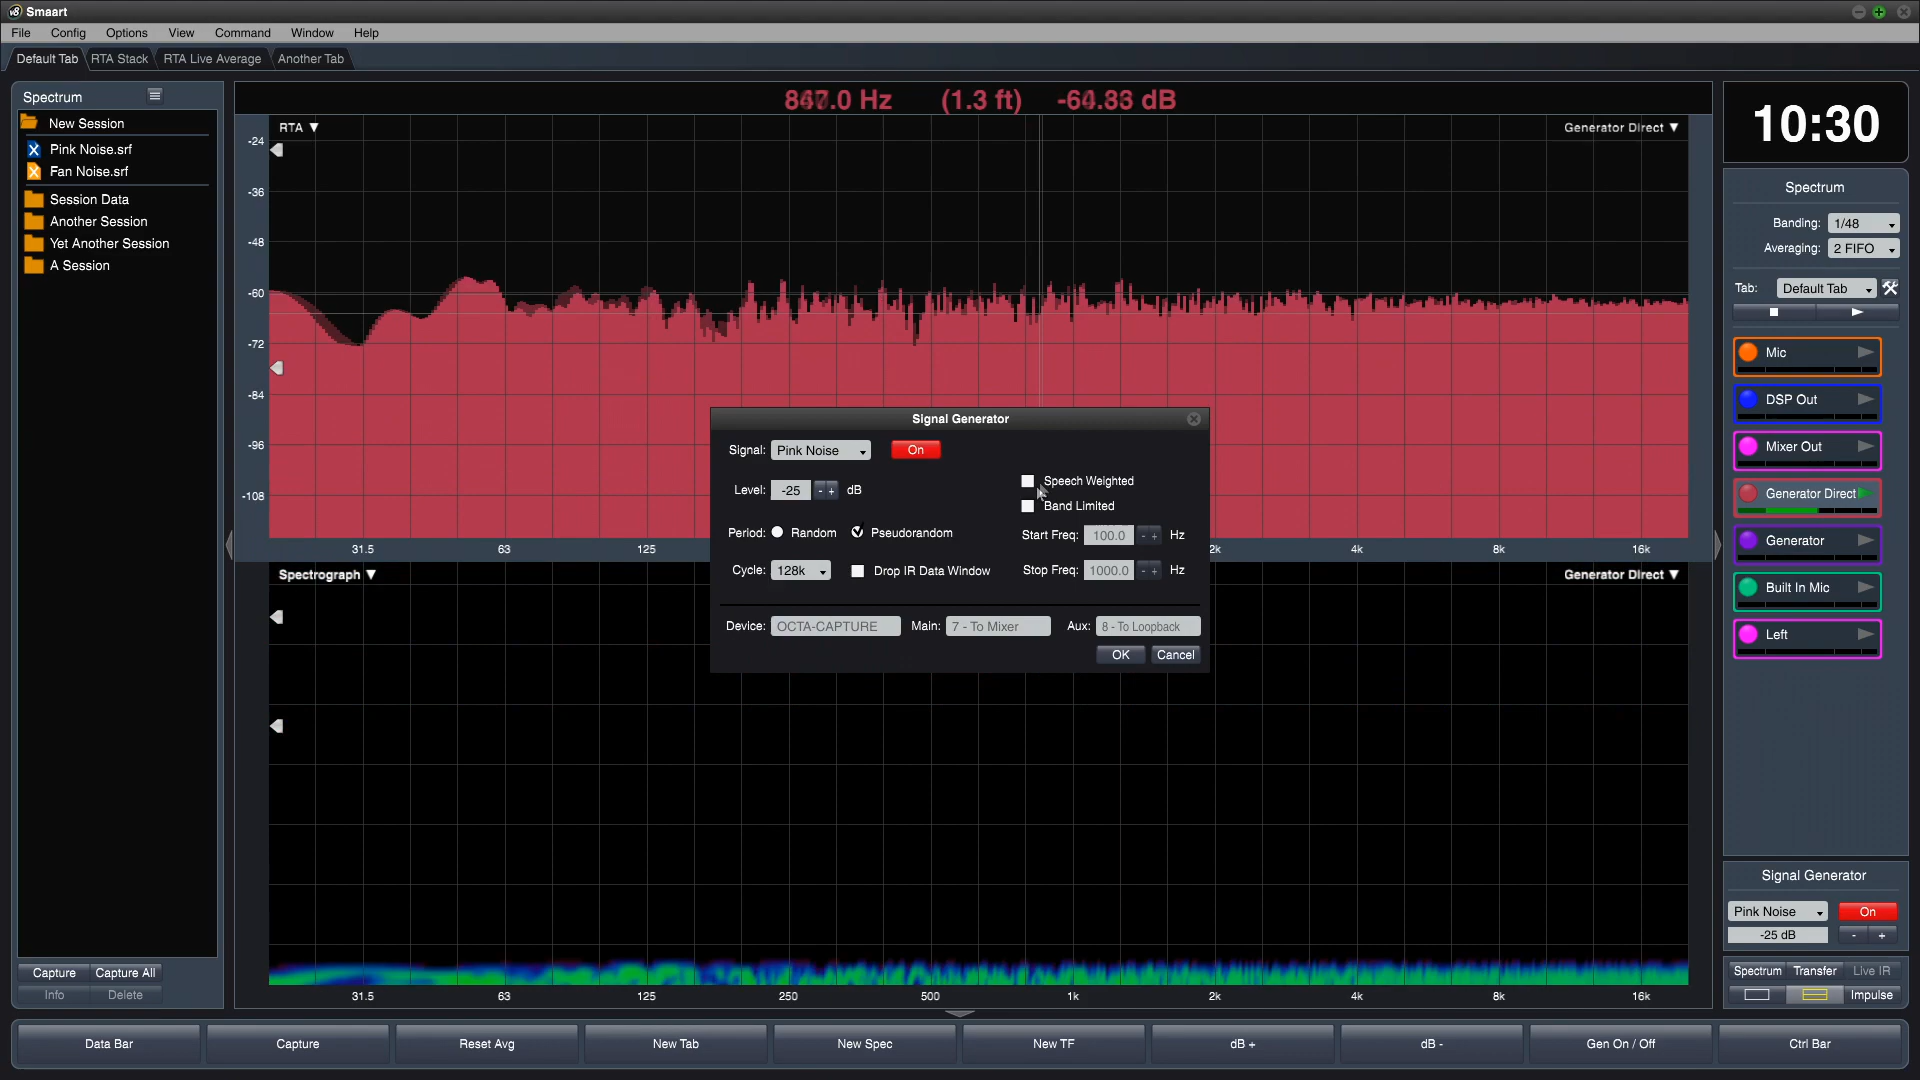 Smaart
File Config Options View Command Window Help
Default Tab RTA Stack RTA Live Average Another Tab
Spectrum
New Session
Pink Noise.srf
Fan Noise.srf
Session Data
Another Session
Yet Another Session
A Session
Capture Capture All
Info Delete
(1.3 ft)
RTA ▼ Generator Direct ▼
-24
-36
-48
-60
-72
-84
-96
-108
31.5 63 125 2k 4k 8k 16k
Signal Generator
Signal: Pink Noise On
Level: -25 - + dB
Speech Weighted
Band Limited
Period: Random Pseudorandom
Start Freq: 100.0 - + Hz
Cycle: 128k Drop IR Data Window
Stop Freq: 1000.0 - + Hz
Device: OCTA-CAPTURE Main: 7 - To Mixer Aux: 8 - To Loopback
OK Cancel
Spectrograph ▼ Generator Direct ▼
31.5 63 125 250 500 1k 2k 4k 8k 16k
10:30
Spectrum
Banding: 1/48
Averaging: 2 FIFO
Tab: Default Tab
Mic
DSP Out
Mixer Out
Generator Direct
Generator
Built In Mic
Left
Signal Generator
Pink Noise On
-25 dB - +
Spectrum Transfer Live IR
Impulse
Data Bar Capture Reset Avg New Tab New Spec New TF dB + dB - Gen On / Off Ctrl Bar